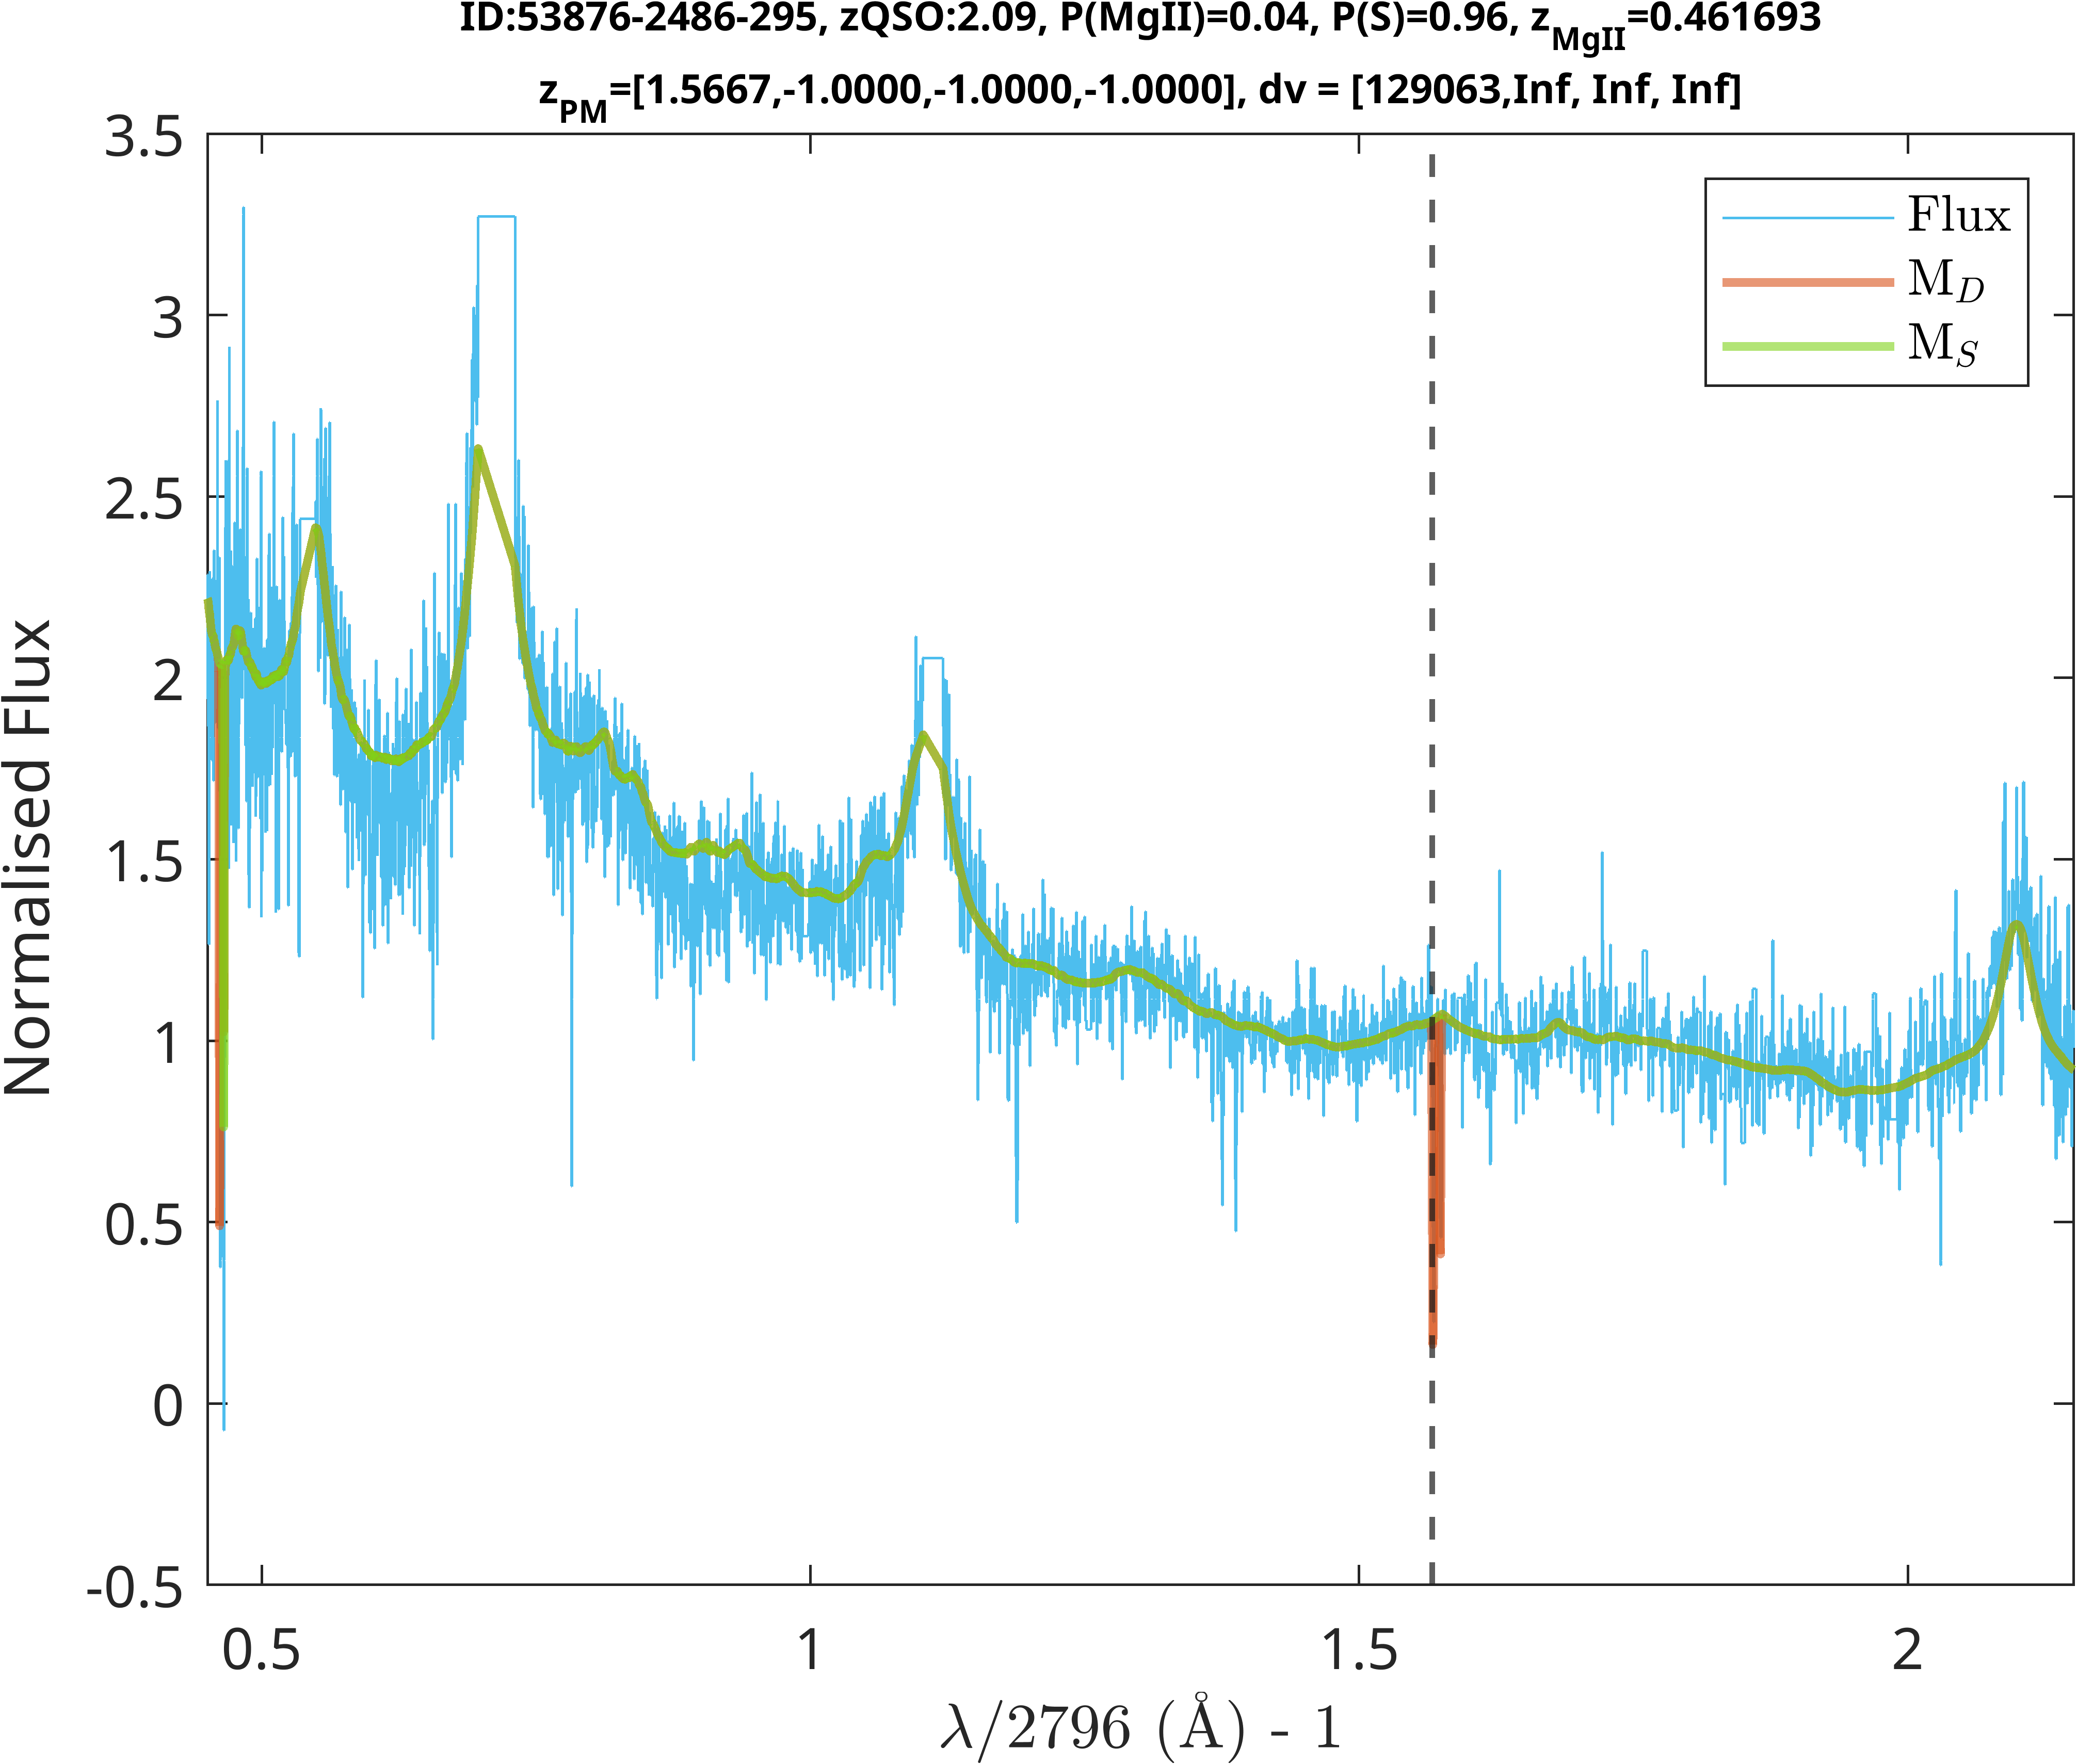 ID:53876-2486-295, zQSO:2.09, P(MgII)=0.04, P(S)=0.96, zMgII=0.461693
zPM=[1.5667,-1.0000,-1.0000,-1.0000], dv = [129063,Inf, Inf, Inf]
3.5
3
2.5
2
1.5
1
0.5
0
-0.5
Normalised Flux
Flux
MD
MS
0.5
1
1.5
2
λ/2796 (Å) - 1